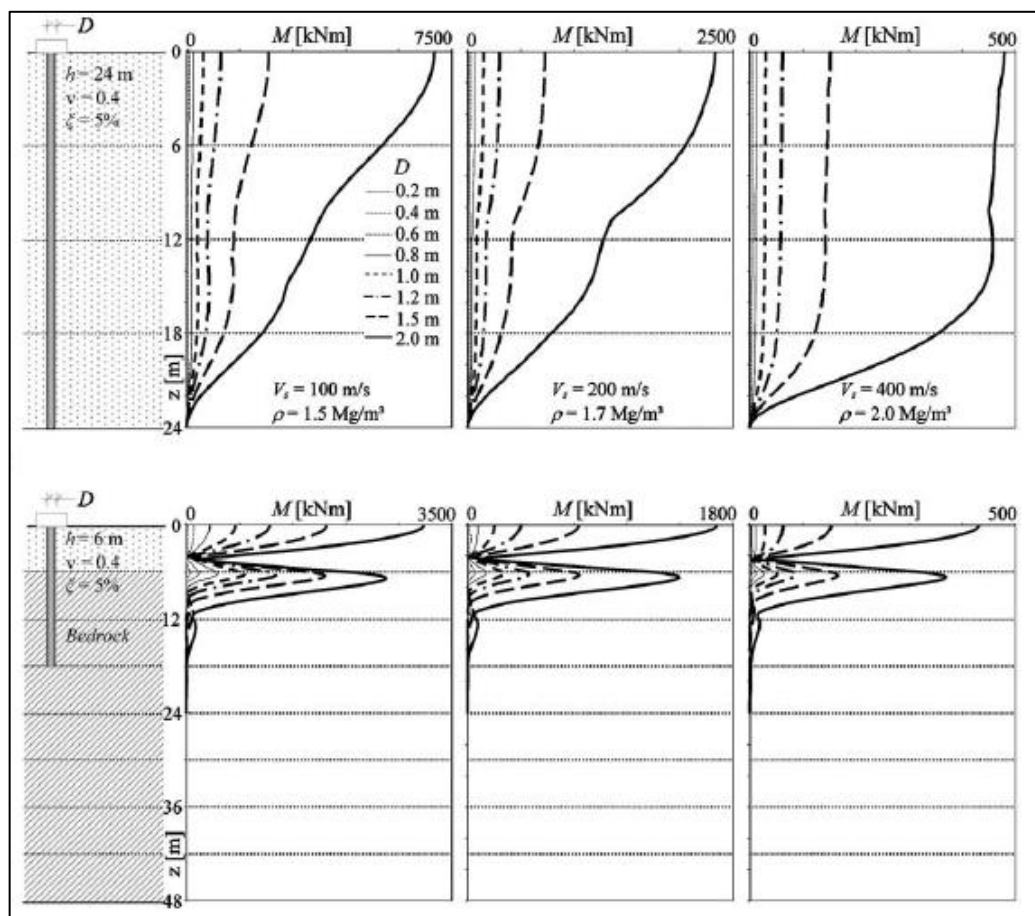 D
M [kNm]
0 7500
M [kNm]
0 2500
M [kNm]
0 500
0
h = 24 m
ν = 0.4
ξ = 5%
6
12
18
24
z [m]
D
0.2 m
0.4 m
0.6 m
0.8 m
1.0 m
1.2 m
1.5 m
2.0 m
Vs = 100 m/s
ρ = 1.5 Mg/m³
Vs = 200 m/s
ρ = 1.7 Mg/m³
Vs = 400 m/s
ρ = 2.0 Mg/m³
D
M [kNm]
0 3500
M [kNm]
0 1800
M [kNm]
0 500
0
h = 6 m
ν = 0.4
ξ = 5%
Bedrock
12
24
36
48
z [m]